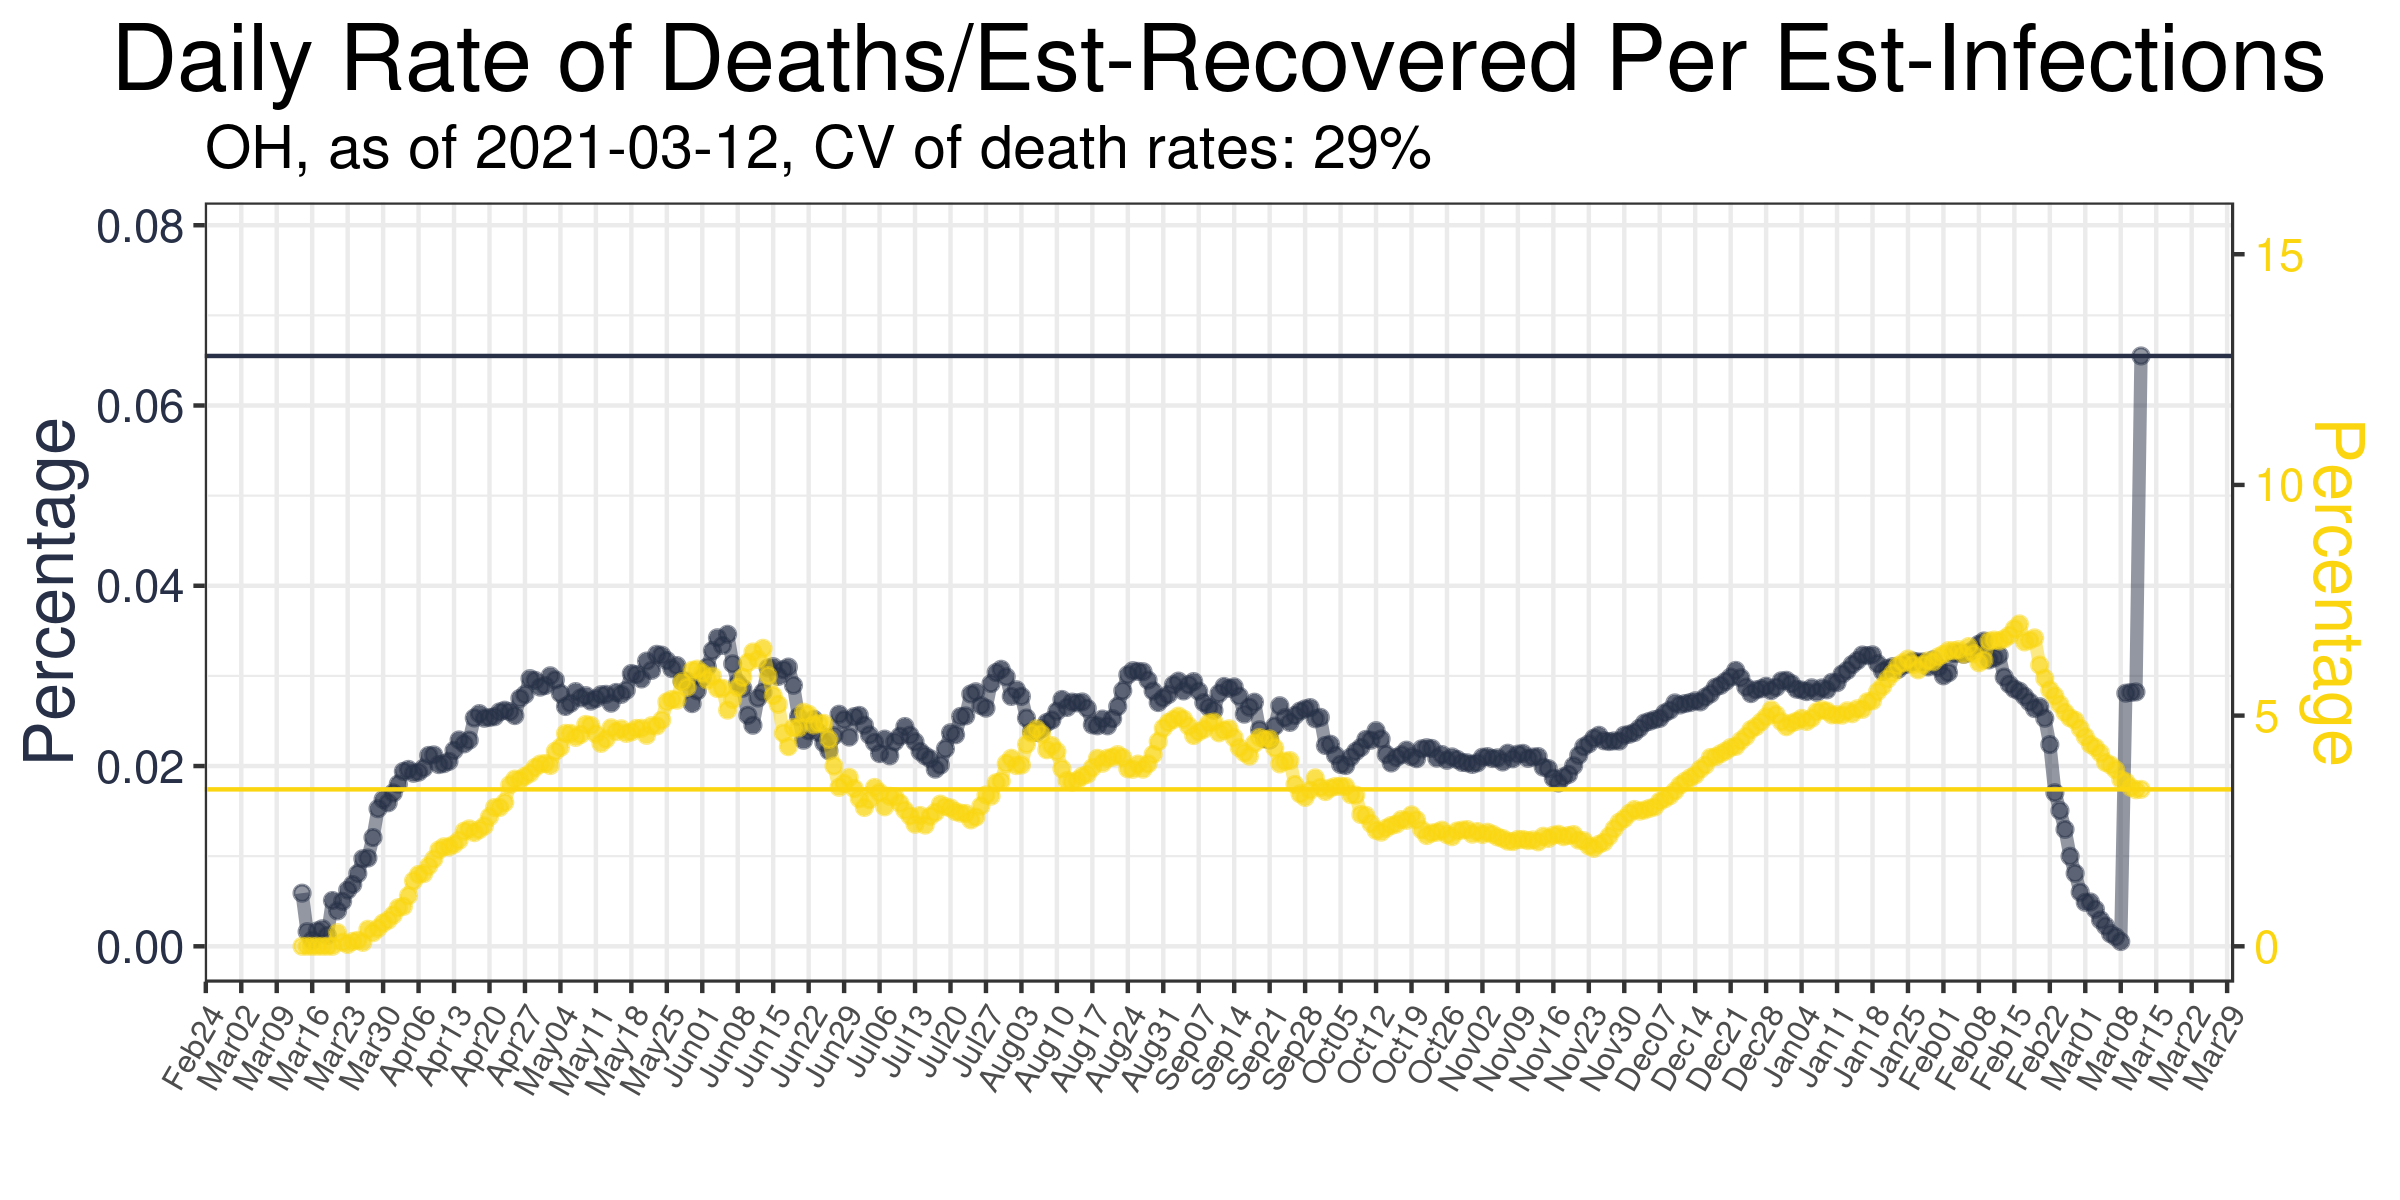 Daily Rate of Deaths/Est-Recovered Per Est-Infections
OH, as of 2021-03-12, CV of death rates: 29%
Percentage
0.08
0.06
0.04
0.02
0.00
15
10
5
0
Percentage
Feb24
Mar02
Mar09
Mar16
Mar23
Mar30
Apr06
Apr13
Apr20
Apr27
May04
May11
May18
May25
Jun01
Jun08
Jun15
Jun22
Jun29
Jul06
Jul13
Jul20
Jul27
Aug03
Aug10
Aug17
Aug24
Aug31
Sep07
Sep14
Sep21
Sep28
Oct05
Oct12
Oct19
Oct26
Nov02
Nov09
Nov16
Nov23
Nov30
Dec07
Dec14
Dec21
Dec28
Jan04
Jan11
Jan18
Jan25
Feb01
Feb08
Feb15
Feb22
Mar01
Mar08
Mar15
Mar22
Mar29